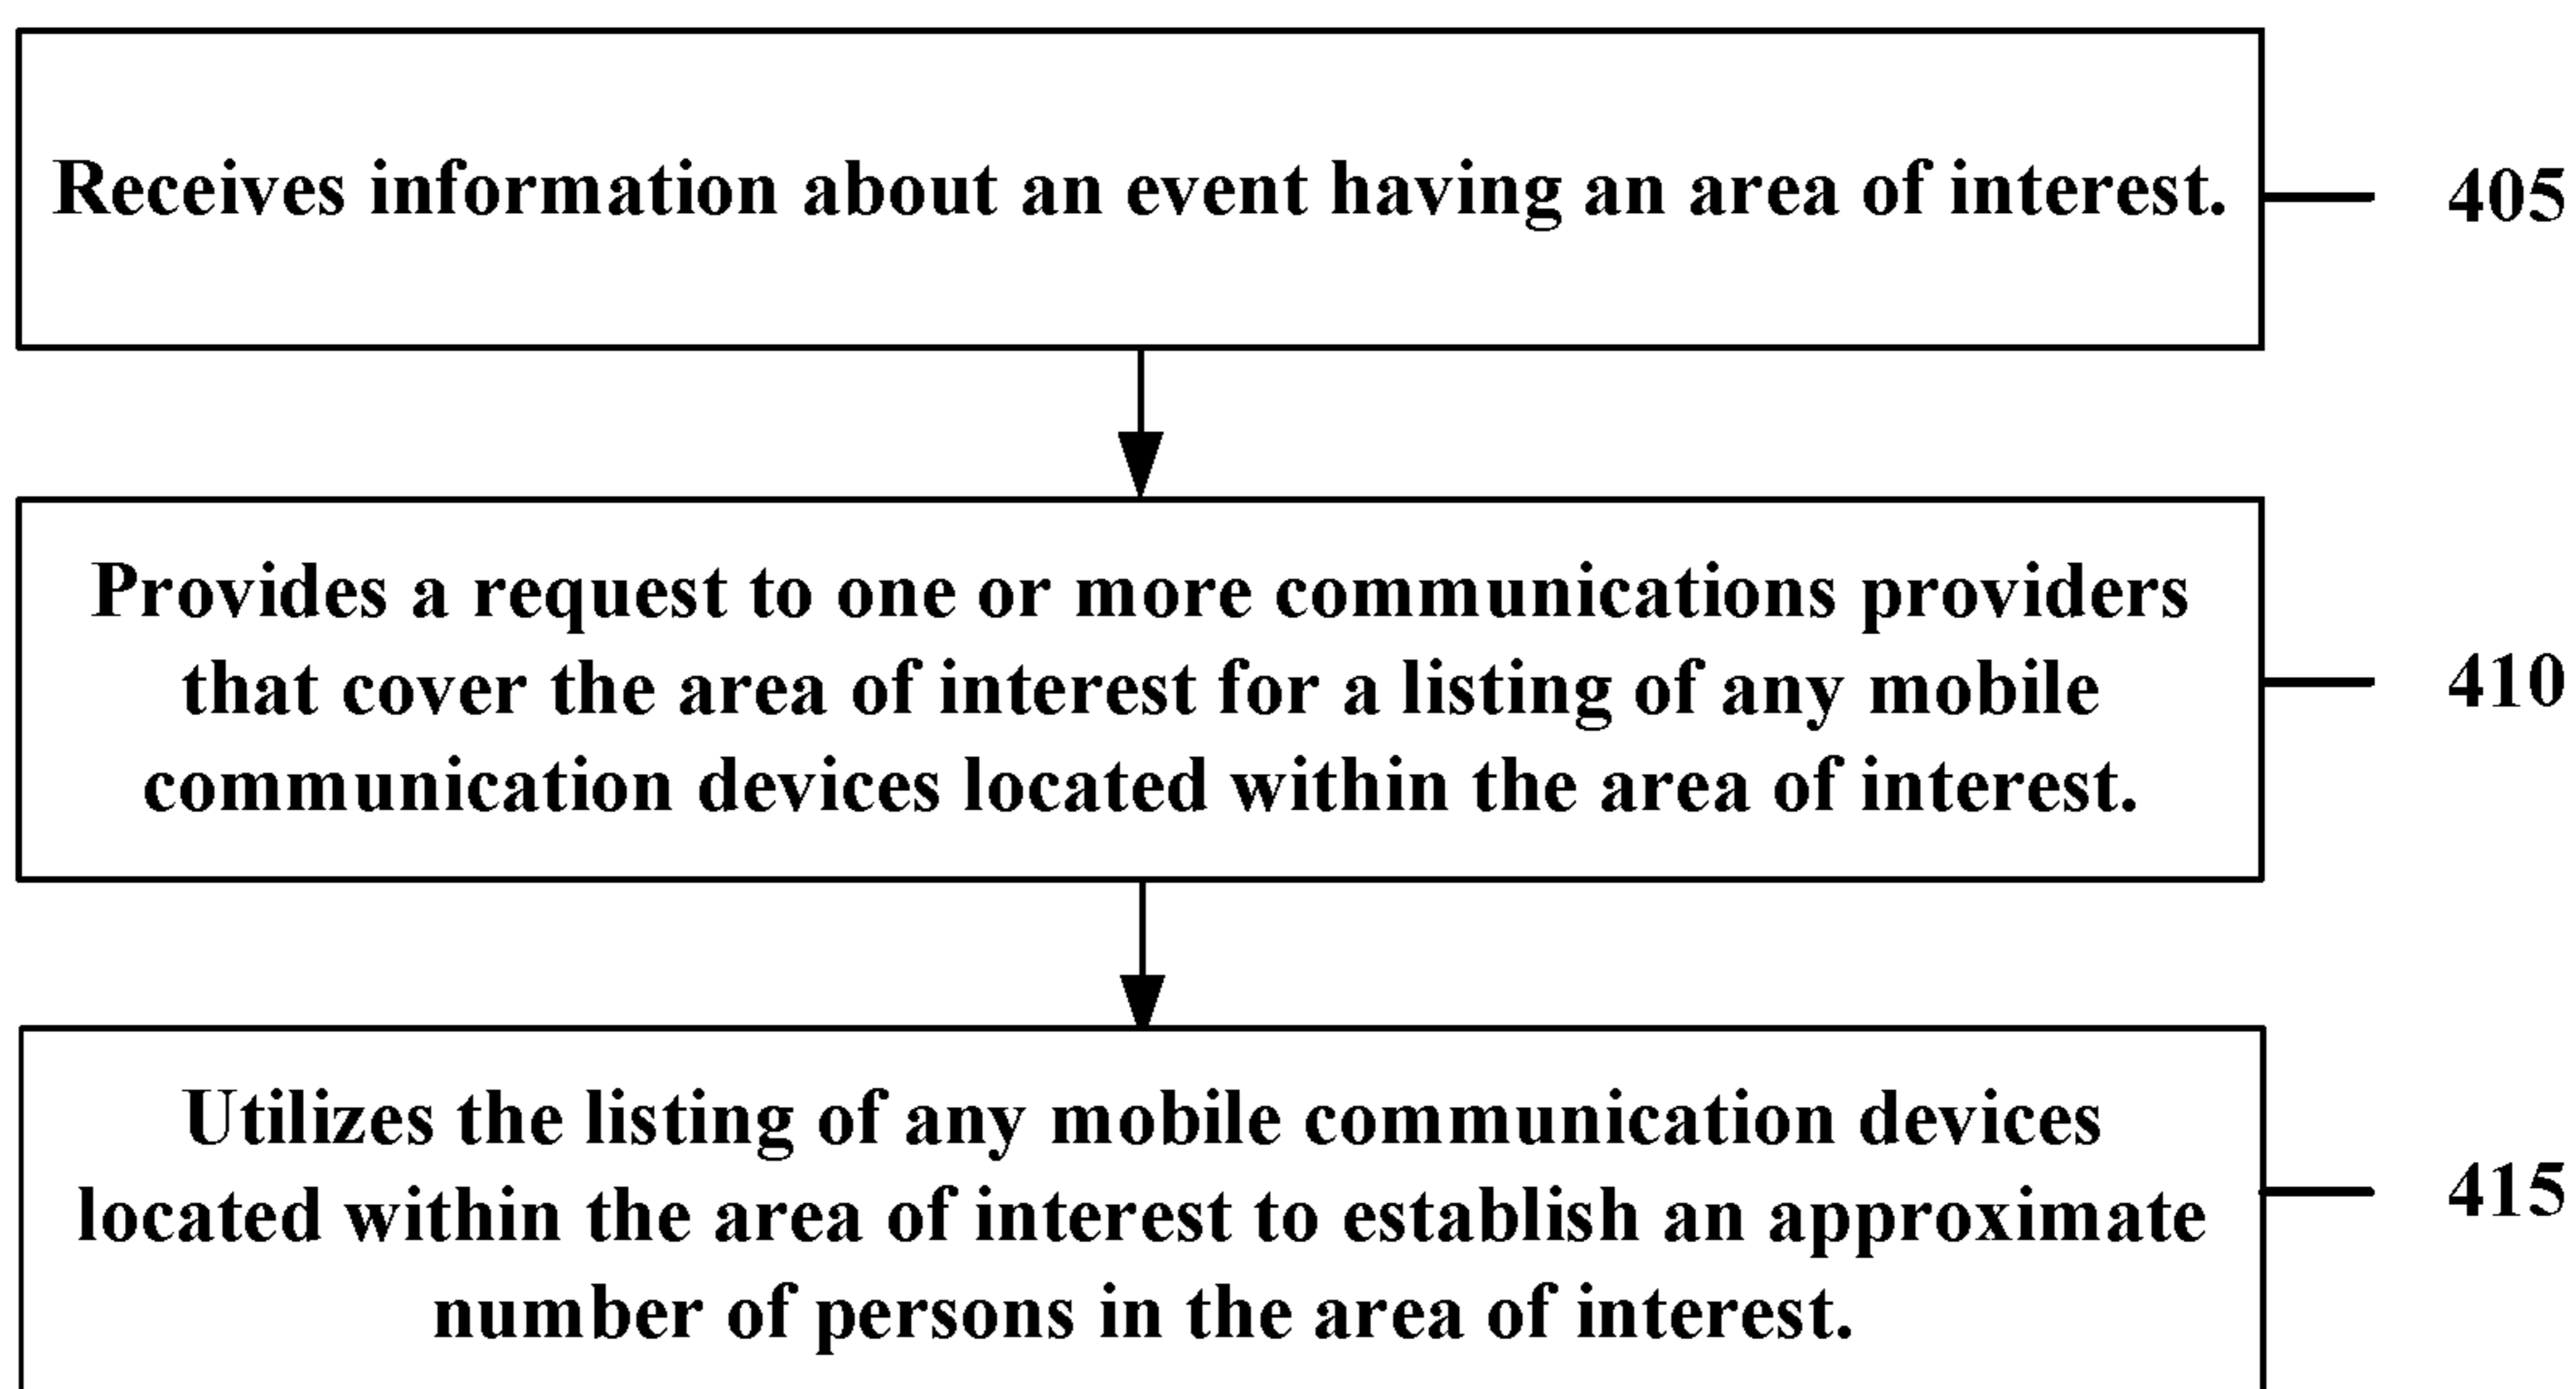 Receives information about an event having an area of interest.
405
Provides a request to one or more communications providers
that cover the area of interest for a listing of any mobile
communication devices located within the area of interest.
410
Utilizes the listing of any mobile communication devices
located within the area of interest to establish an approximate
number of persons in the area of interest.
415